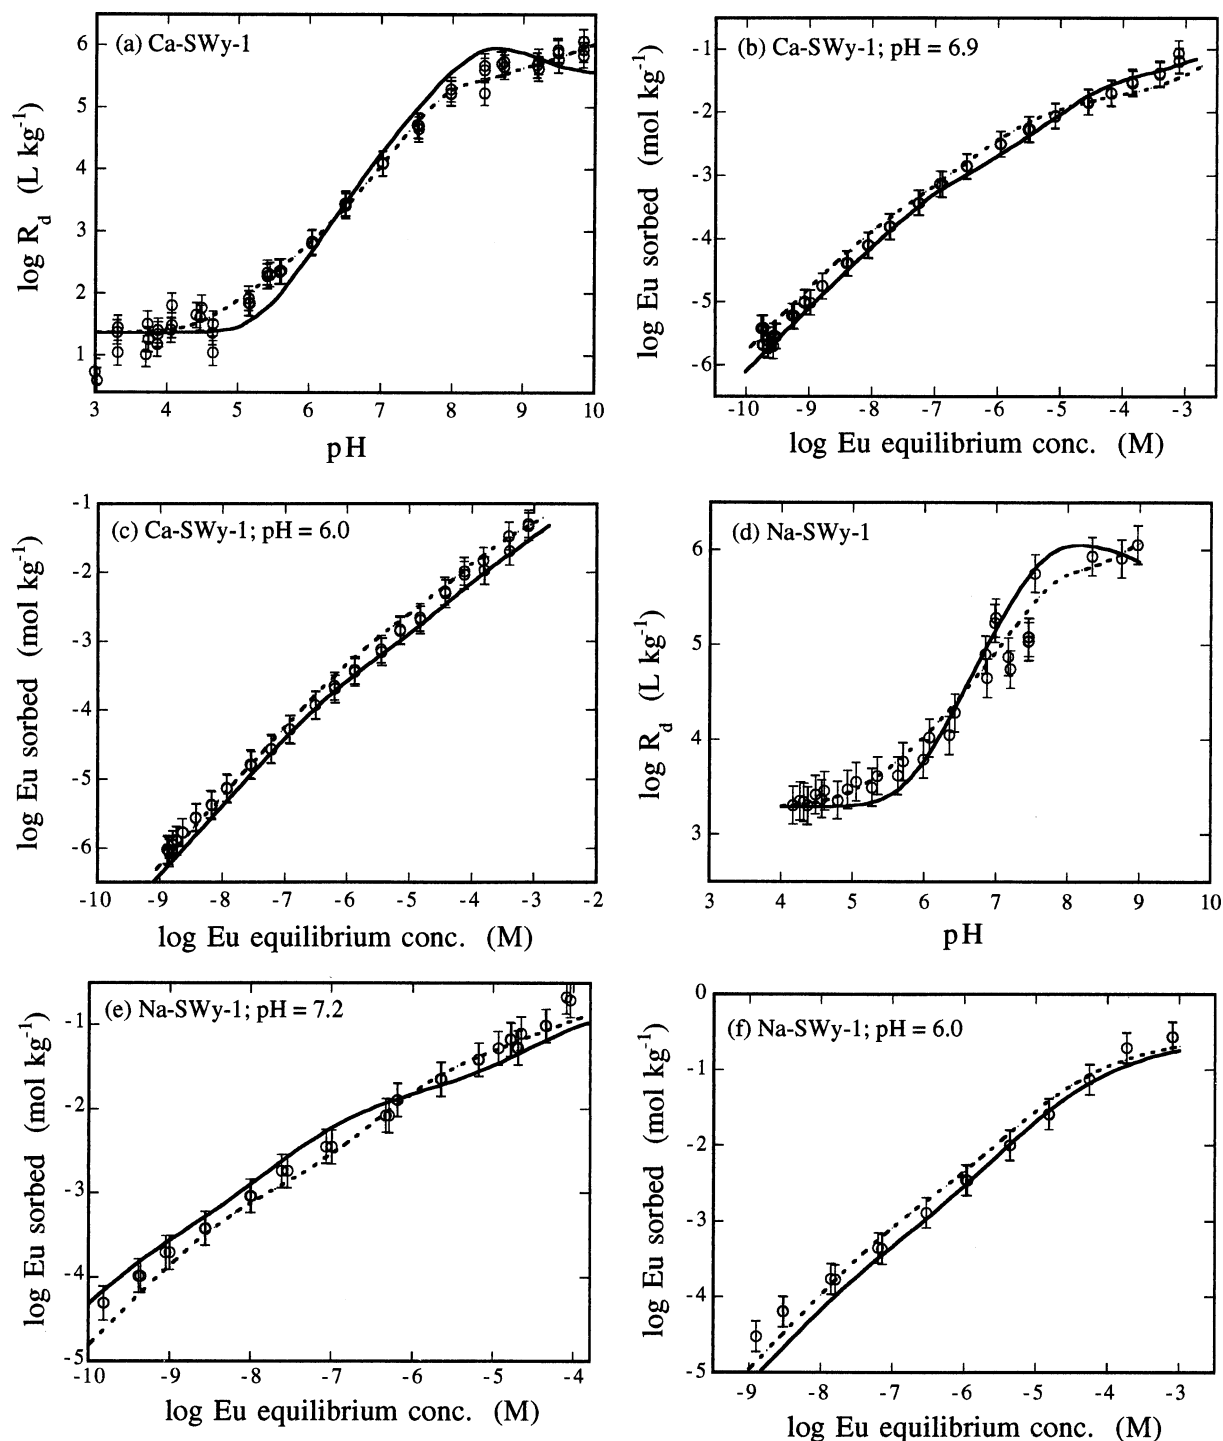 (a) Ca-SWy-1
6
5
4
3
2
1
log R_d (L kg^-1)
3 4 5 6 7 8 9 10
pH
(b) Ca-SWy-1; pH = 6.9
-1
-2
-3
-4
-5
-6
log Eu sorbed (mol kg^-1)
-10 -9 -8 -7 -6 -5 -4 -3
log Eu equilibrium conc. (M)
(c) Ca-SWy-1; pH = 6.0
-1
-2
-3
-4
-5
-6
log Eu sorbed (mol kg^-1)
-10 -9 -8 -7 -6 -5 -4 -3 -2
log Eu equilibrium conc. (M)
(d) Na-SWy-1
6
5
4
3
log R_d (L kg^-1)
3 4 5 6 7 8 9 10
pH
(e) Na-SWy-1; pH = 7.2
-1
-2
-3
-4
-5
log Eu sorbed (mol kg^-1)
-10 -9 -8 -7 -6 -5 -4
log Eu equilibrium conc. (M)
(f) Na-SWy-1; pH = 6.0
0
-1
-2
-3
-4
-5
log Eu sorbed (mol kg^-1)
-9 -8 -7 -6 -5 -4 -3
log Eu equilibrium conc. (M)